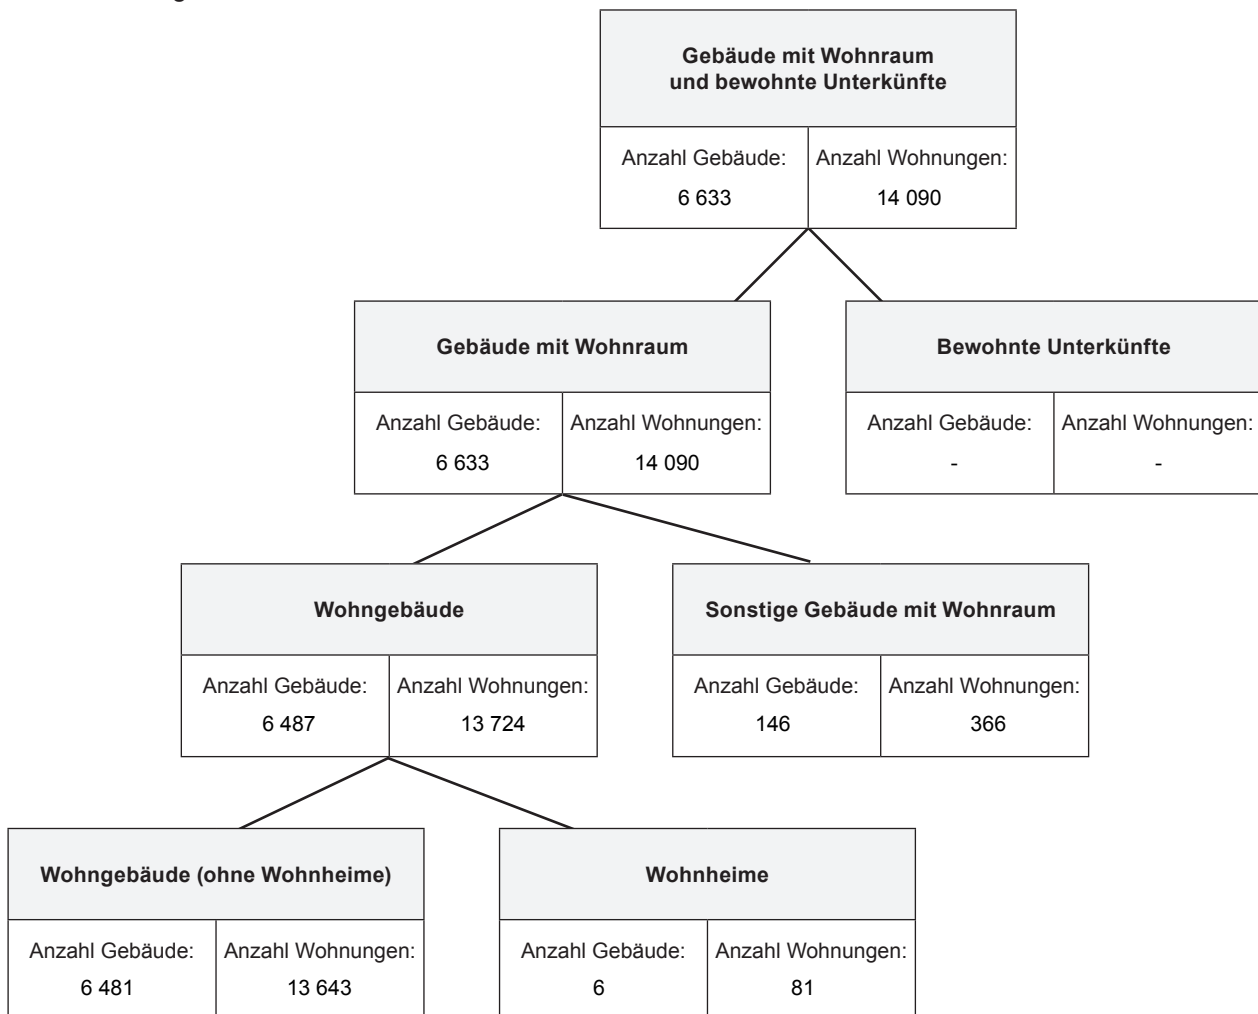 Gebäude mit Wohnraum
und bewohnte Unterkünfte
Anzahl Gebäude: Anzahl Wohnungen:
6 633 14 090
Gebäude mit Wohnraum
Anzahl Gebäude: Anzahl Wohnungen:
6 633 14 090
Bewohnte Unterkünfte
Anzahl Gebäude: Anzahl Wohnungen:
- -
Wohngebäude
Anzahl Gebäude: Anzahl Wohnungen:
6 487 13 724
Sonstige Gebäude mit Wohnraum
Anzahl Gebäude: Anzahl Wohnungen:
146 366
Wohngebäude (ohne Wohnheime)
Anzahl Gebäude: Anzahl Wohnungen:
6 481 13 643
Wohnheime
Anzahl Gebäude: Anzahl Wohnungen:
6 81